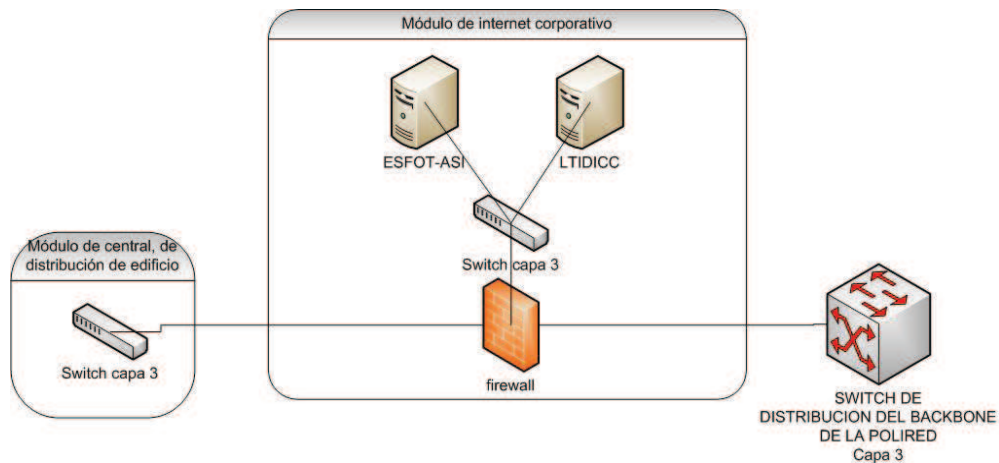 Módulo de internet corporativo
ESFOT-ASI
LTIDICC
Switch capa 3
Módulo de central, de
distribución de edificio
Switch capa 3
firewall
SWITCH DE
DISTRIBUCION DEL BACKBONE
DE LA POLIRED
Capa 3